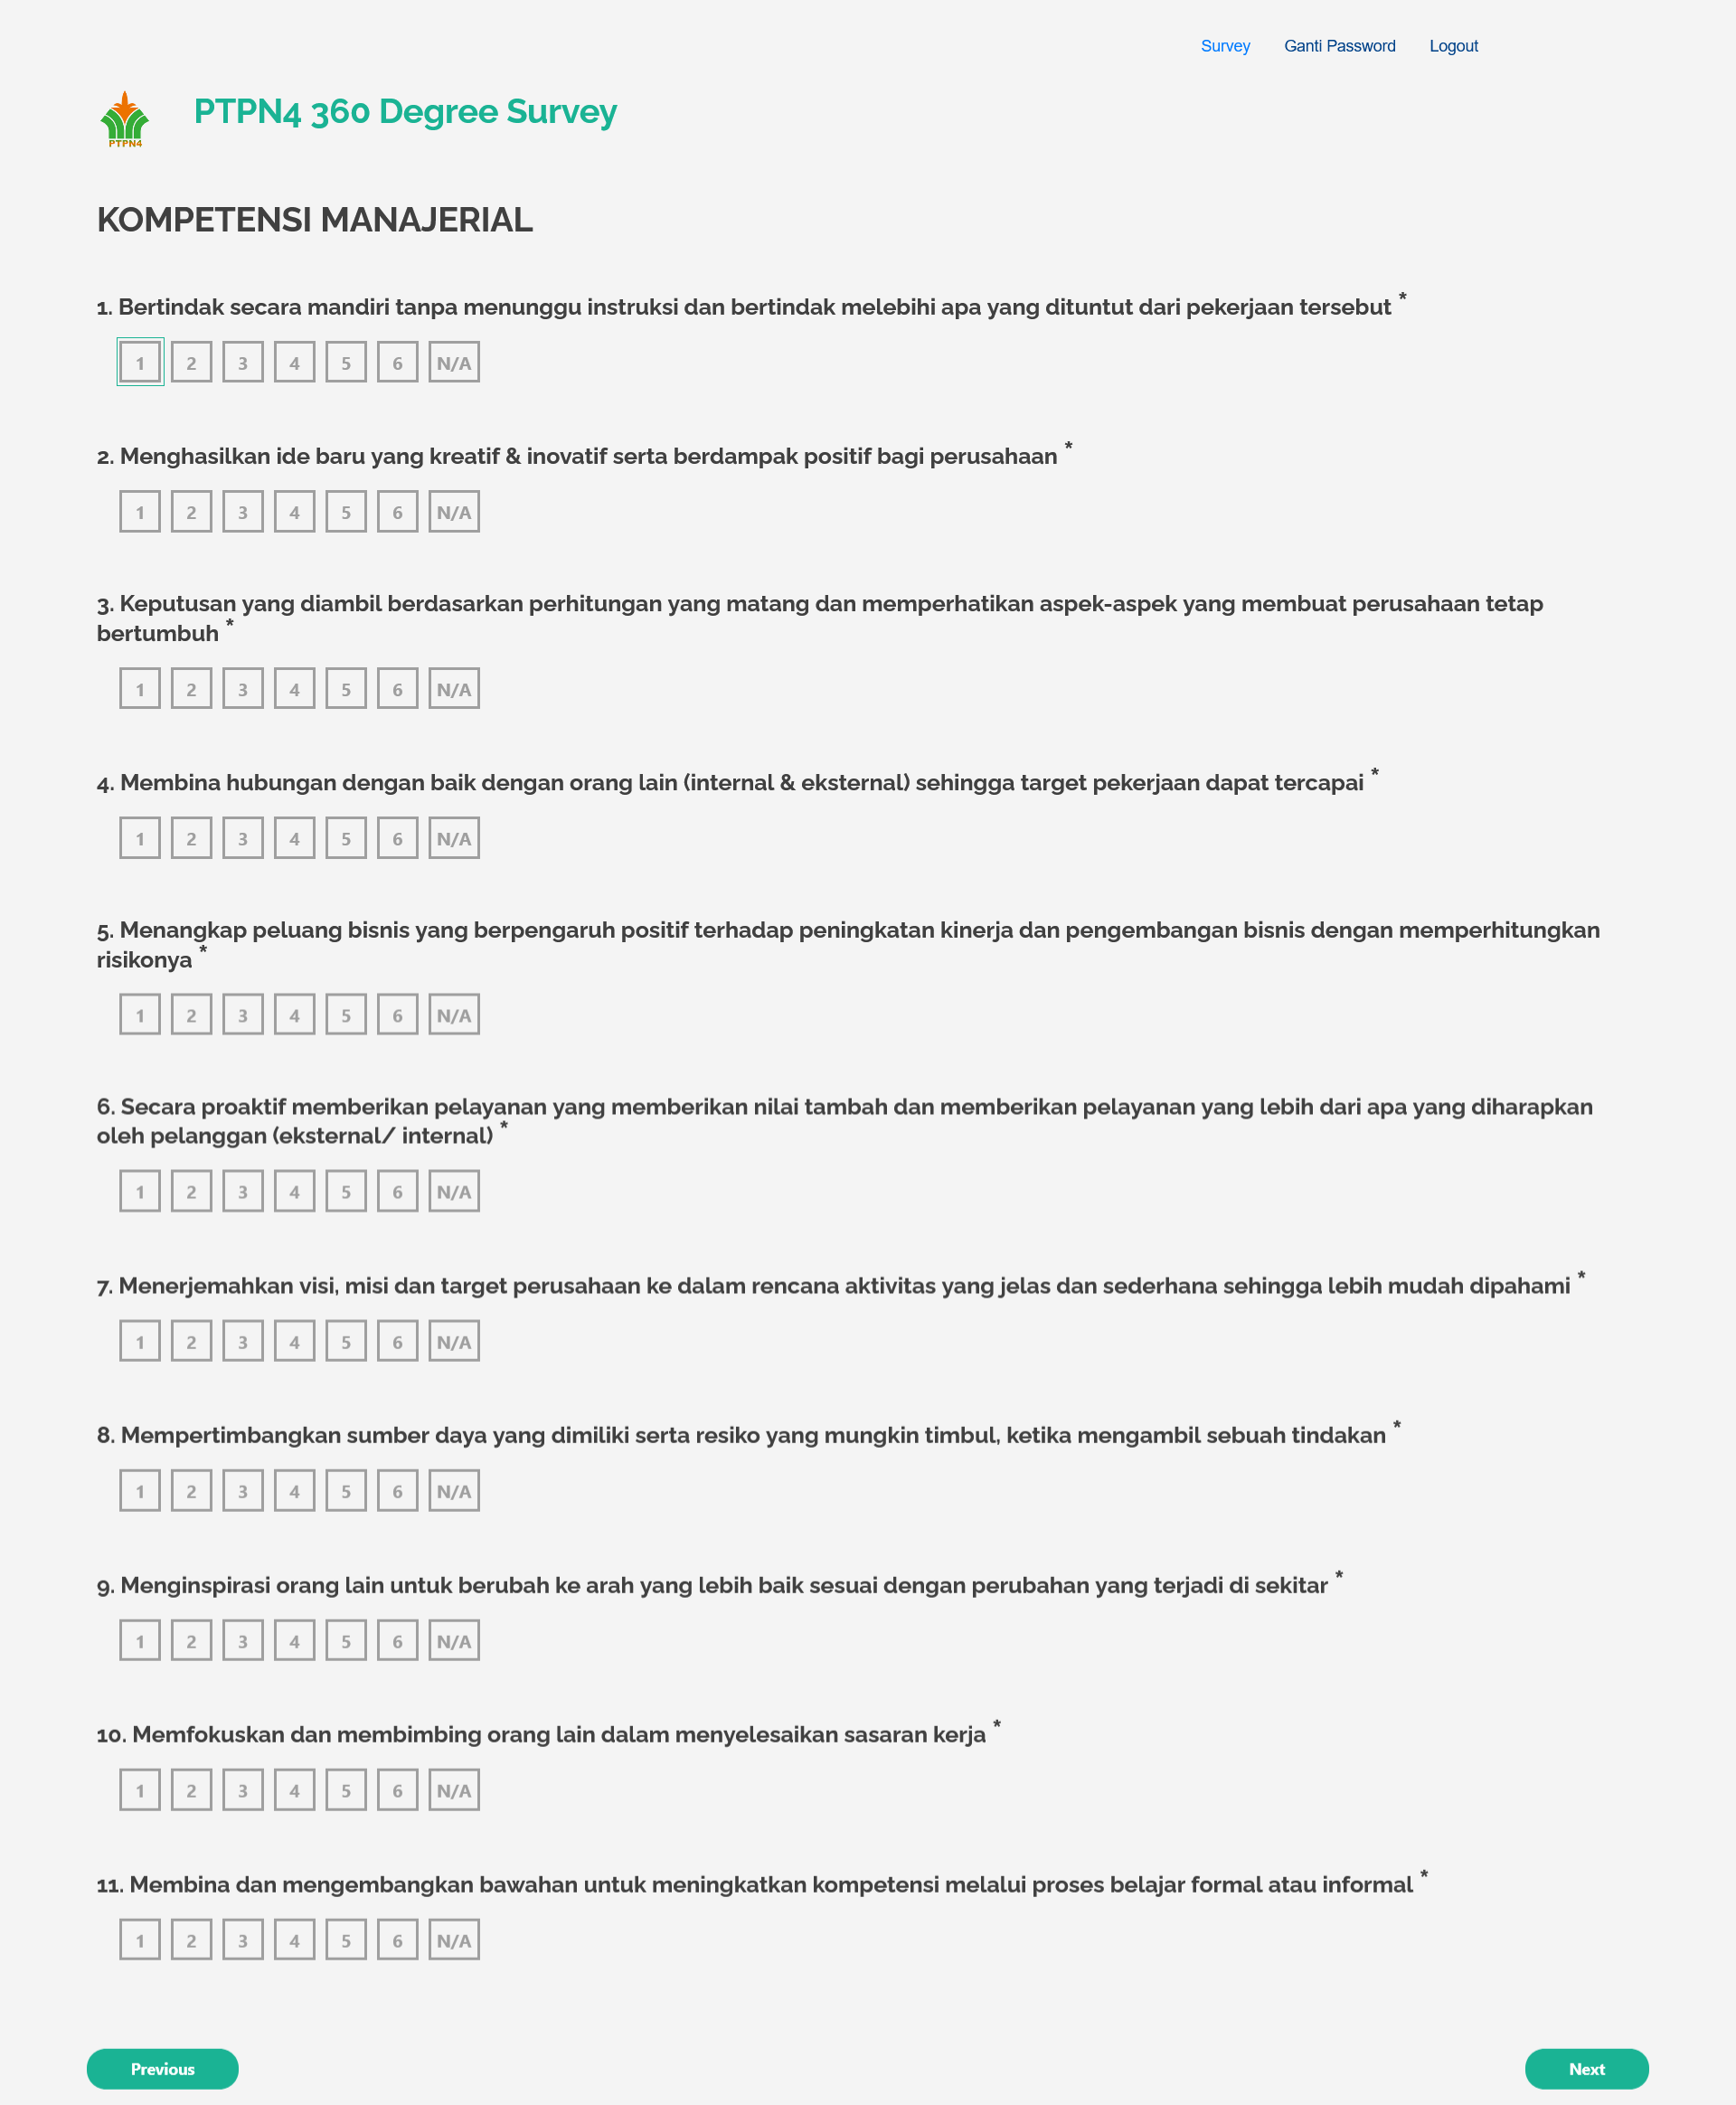 Survey Ganti Password Logout
PTPN4
PTPN4 360 Degree Survey
KOMPETENSI MANAJERIAL
1. Bertindak secara mandiri tanpa menunggu instruksi dan bertindak melebihi apa yang dituntut dari pekerjaan tersebut *
1 2 3 4 5 6 N/A
2. Menghasilkan ide baru yang kreatif & inovatif serta berdampak positif bagi perusahaan *
1 2 3 4 5 6 N/A
3. Keputusan yang diambil berdasarkan perhitungan yang matang dan memperhatikan aspek-aspek yang membuat perusahaan tetap
bertumbuh *
1 2 3 4 5 6 N/A
4. Membina hubungan dengan baik dengan orang lain (internal & eksternal) sehingga target pekerjaan dapat tercapai *
1 2 3 4 5 6 N/A
5. Menangkap peluang bisnis yang berpengaruh positif terhadap peningkatan kinerja dan pengembangan bisnis dengan memperhitungkan
risikonya *
1 2 3 4 5 6 N/A
6. Secara proaktif memberikan pelayanan yang memberikan nilai tambah dan memberikan pelayanan yang lebih dari apa yang diharapkan
oleh pelanggan (eksternal/ internal) *
1 2 3 4 5 6 N/A
7. Menerjemahkan visi, misi dan target perusahaan ke dalam rencana aktivitas yang jelas dan sederhana sehingga lebih mudah dipahami *
1 2 3 4 5 6 N/A
8. Mempertimbangkan sumber daya yang dimiliki serta resiko yang mungkin timbul, ketika mengambil sebuah tindakan *
1 2 3 4 5 6 N/A
9. Menginspirasi orang lain untuk berubah ke arah yang lebih baik sesuai dengan perubahan yang terjadi di sekitar *
1 2 3 4 5 6 N/A
10. Memfokuskan dan membimbing orang lain dalam menyelesaikan sasaran kerja *
1 2 3 4 5 6 N/A
11. Membina dan mengembangkan bawahan untuk meningkatkan kompetensi melalui proses belajar formal atau informal *
1 2 3 4 5 6 N/A
Previous Next